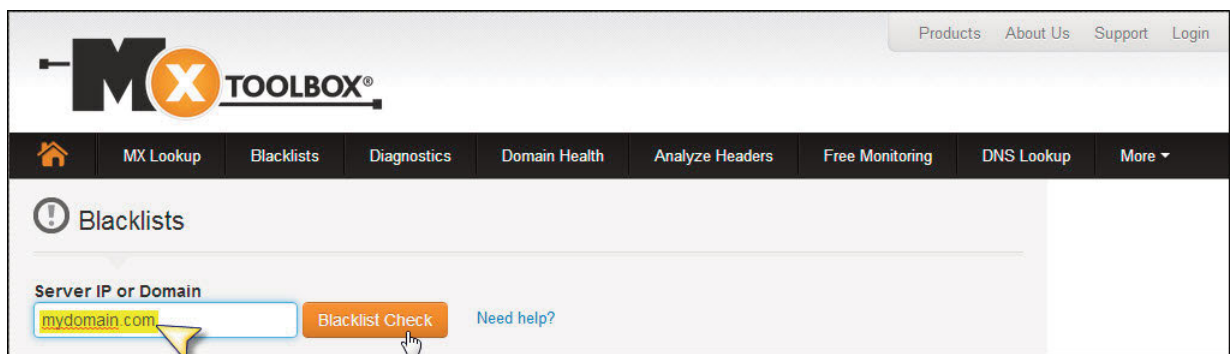 Products About Us Support Login
MX TOOLBOX®
MX Lookup Blacklists Diagnostics Domain Health Analyze Headers Free Monitoring DNS Lookup More
Blacklists
Server IP or Domain
mydomain.com Blacklist Check Need help?